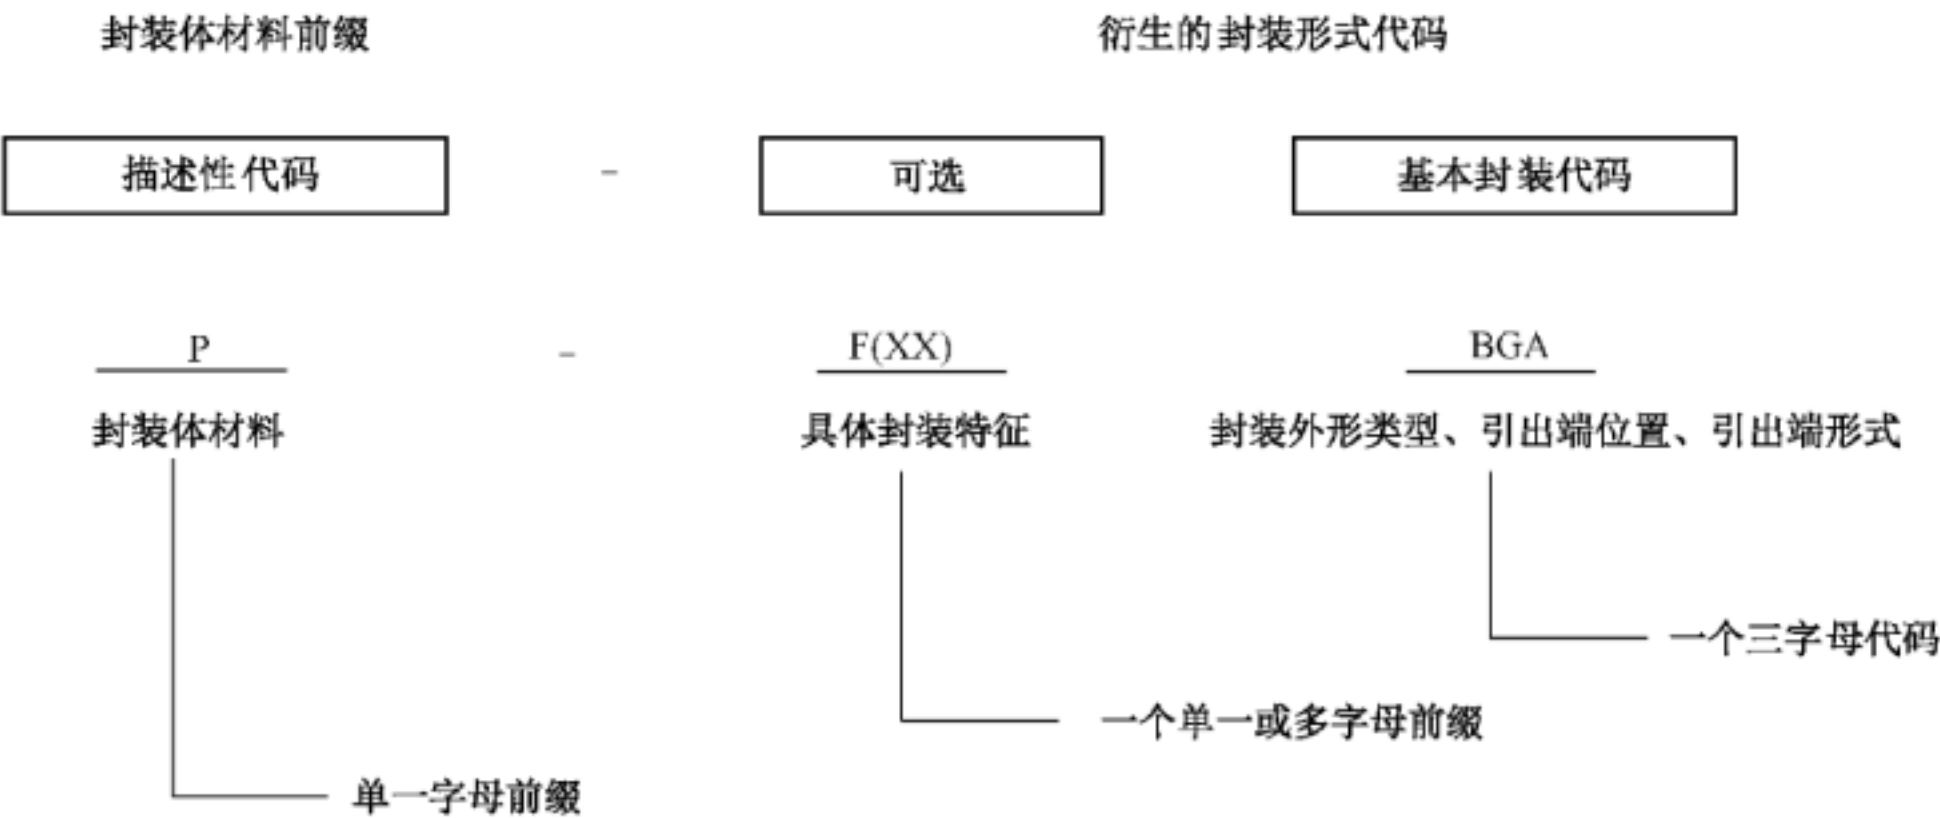 封装体材料前缀 衍生的封装形式代码
描述性代码 – 可选 基本封装代码
P – F(XX) BGA
封装体材料 具体封装特征 封装外形类型、引出端位置、引出端形式
一个三字母代码
一个单一或多字母前缀
单一字母前缀